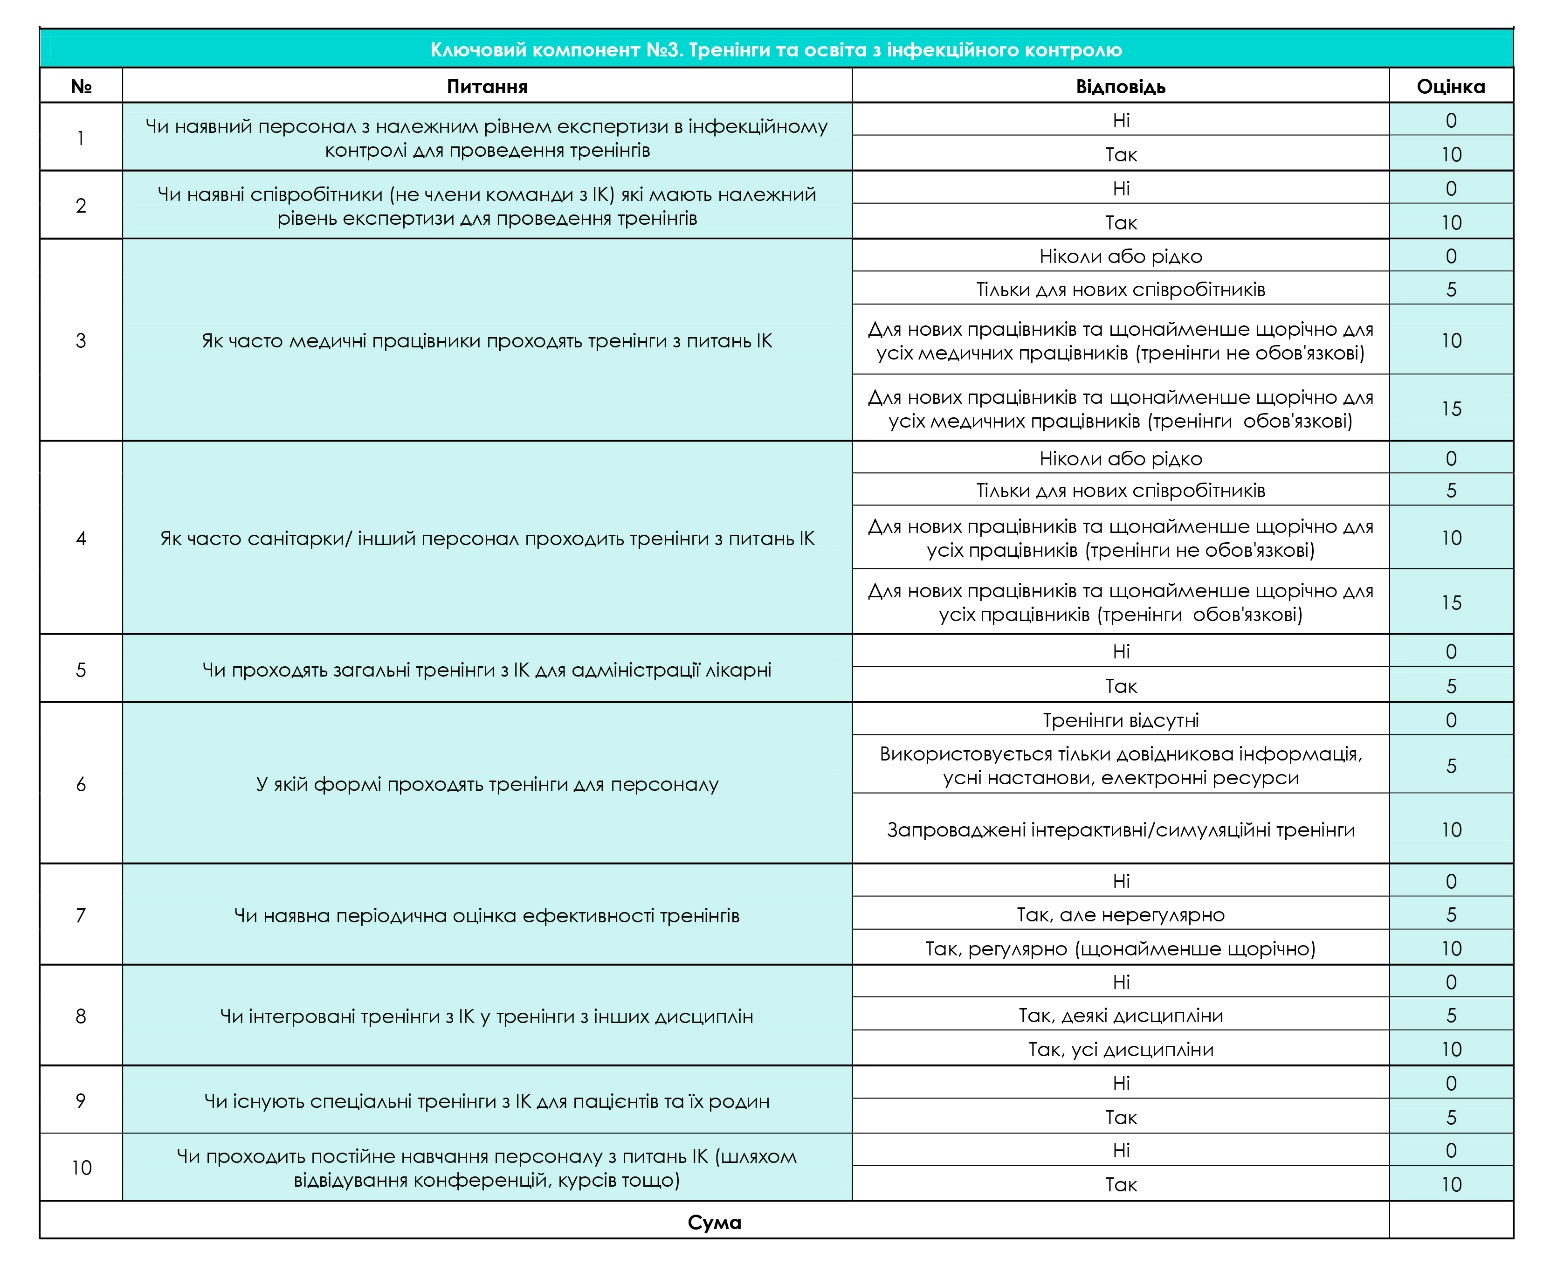 Ключовий компонент №3. Тренінги та освіта з інфекційного контролю
№ Питання Відповідь Оцінка
1 Чи наявний персонал з належним рівнем експертизи в інфекційному
контролі для проведення тренінгів
Ні 0
Так 10
2 Чи наявні співробітники (не члени команди з ІК) які мають належний
рівень експертизи для проведення тренінгів
Ні 0
Так 10
3 Як часто медичні працівники проходять тренінги з питань ІК
Ніколи або рідко 0
Тільки для нових співробітників 5
Для нових працівників та щонайменше щорічно для
усіх медичних працівників (тренінги не обов'язкові) 10
Для нових працівників та щонайменше щорічно для
усіх медичних працівників (тренінги  обов'язкові) 15
4 Як часто санітарки/ інший персонал проходить тренінги з питань ІК
Ніколи або рідко 0
Тільки для нових співробітників 5
Для нових працівників та щонайменше щорічно для
усіх працівників (тренінги не обов'язкові) 10
Для нових працівників та щонайменше щорічно для
усіх працівників (тренінги  обов'язкові) 15
5 Чи проходять загальні тренінги з ІК для адміністрації лікарні
Ні 0
Так 5
6 У якій формі проходять тренінги для персоналу
Тренінги відсутні 0
Використовується тільки довідникова інформація,
усні настанови, електронні ресурси 5
Запроваджені інтерактивні/симуляційні тренінги 10
7 Чи наявна періодична оцінка ефективності тренінгів
Ні 0
Так, але нерегулярно 5
Так, регулярно (щонайменше щорічно) 10
8 Чи інтегровані тренінги з ІК у тренінги з інших дисциплін
Ні 0
Так, деякі дисципліни 5
Так, усі дисципліни 10
9 Чи існують спеціальні тренінги з ІК для пацієнтів та їх родин
Ні 0
Так 5
10 Чи проходить постійне навчання персоналу з питань ІК (шляхом
відвідування конференцій, курсів тощо)
Ні 0
Так 10
Сума